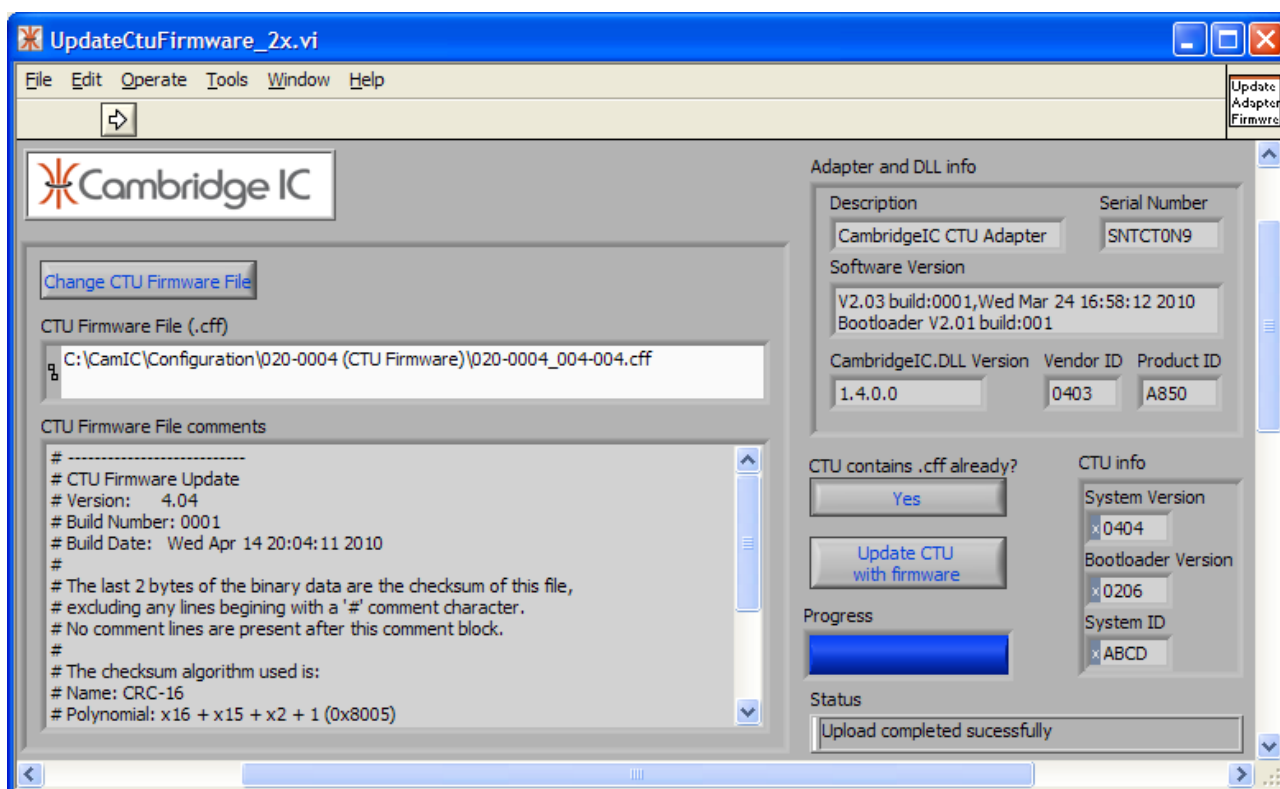 UpdateCtuFirmware_2x.vi
File Edit Operate Tools Window Help
Update
Adapter
Firmwre
Cambridge IC
Change CTU Firmware File
CTU Firmware File (.cff)
C:\CamIC\Configuration\020-0004 (CTU Firmware)\020-0004_004-004.cff
CTU Firmware File comments
# ---------------------------
# CTU Firmware Update
# Version: 4.04
# Build Number: 0001
# Build Date: Wed Apr 14 20:04:11 2010
#
# The last 2 bytes of the binary data are the checksum of this file,
# excluding any lines begining with a '#' comment character.
# No comment lines are present after this comment block.
#
# The checksum algorithm used is:
# Name: CRC-16
# Polynomial: x16 + x15 + x2 + 1 (0x8005)
Adapter and DLL info
Description Serial Number
CambridgeIC CTU Adapter SNTCT0N9
Software Version
V2.03 build:0001,Wed Mar 24 16:58:12 2010
Bootloader V2.01 build:001
CambridgeIC.DLL Version Vendor ID Product ID
1.4.0.0 0403 A850
CTU contains .cff already?
Yes
Update CTU
with firmware
Progress
CTU info
System Version
x 0404
Bootloader Version
x 0206
System ID
x ABCD
Status
Upload completed sucessfully